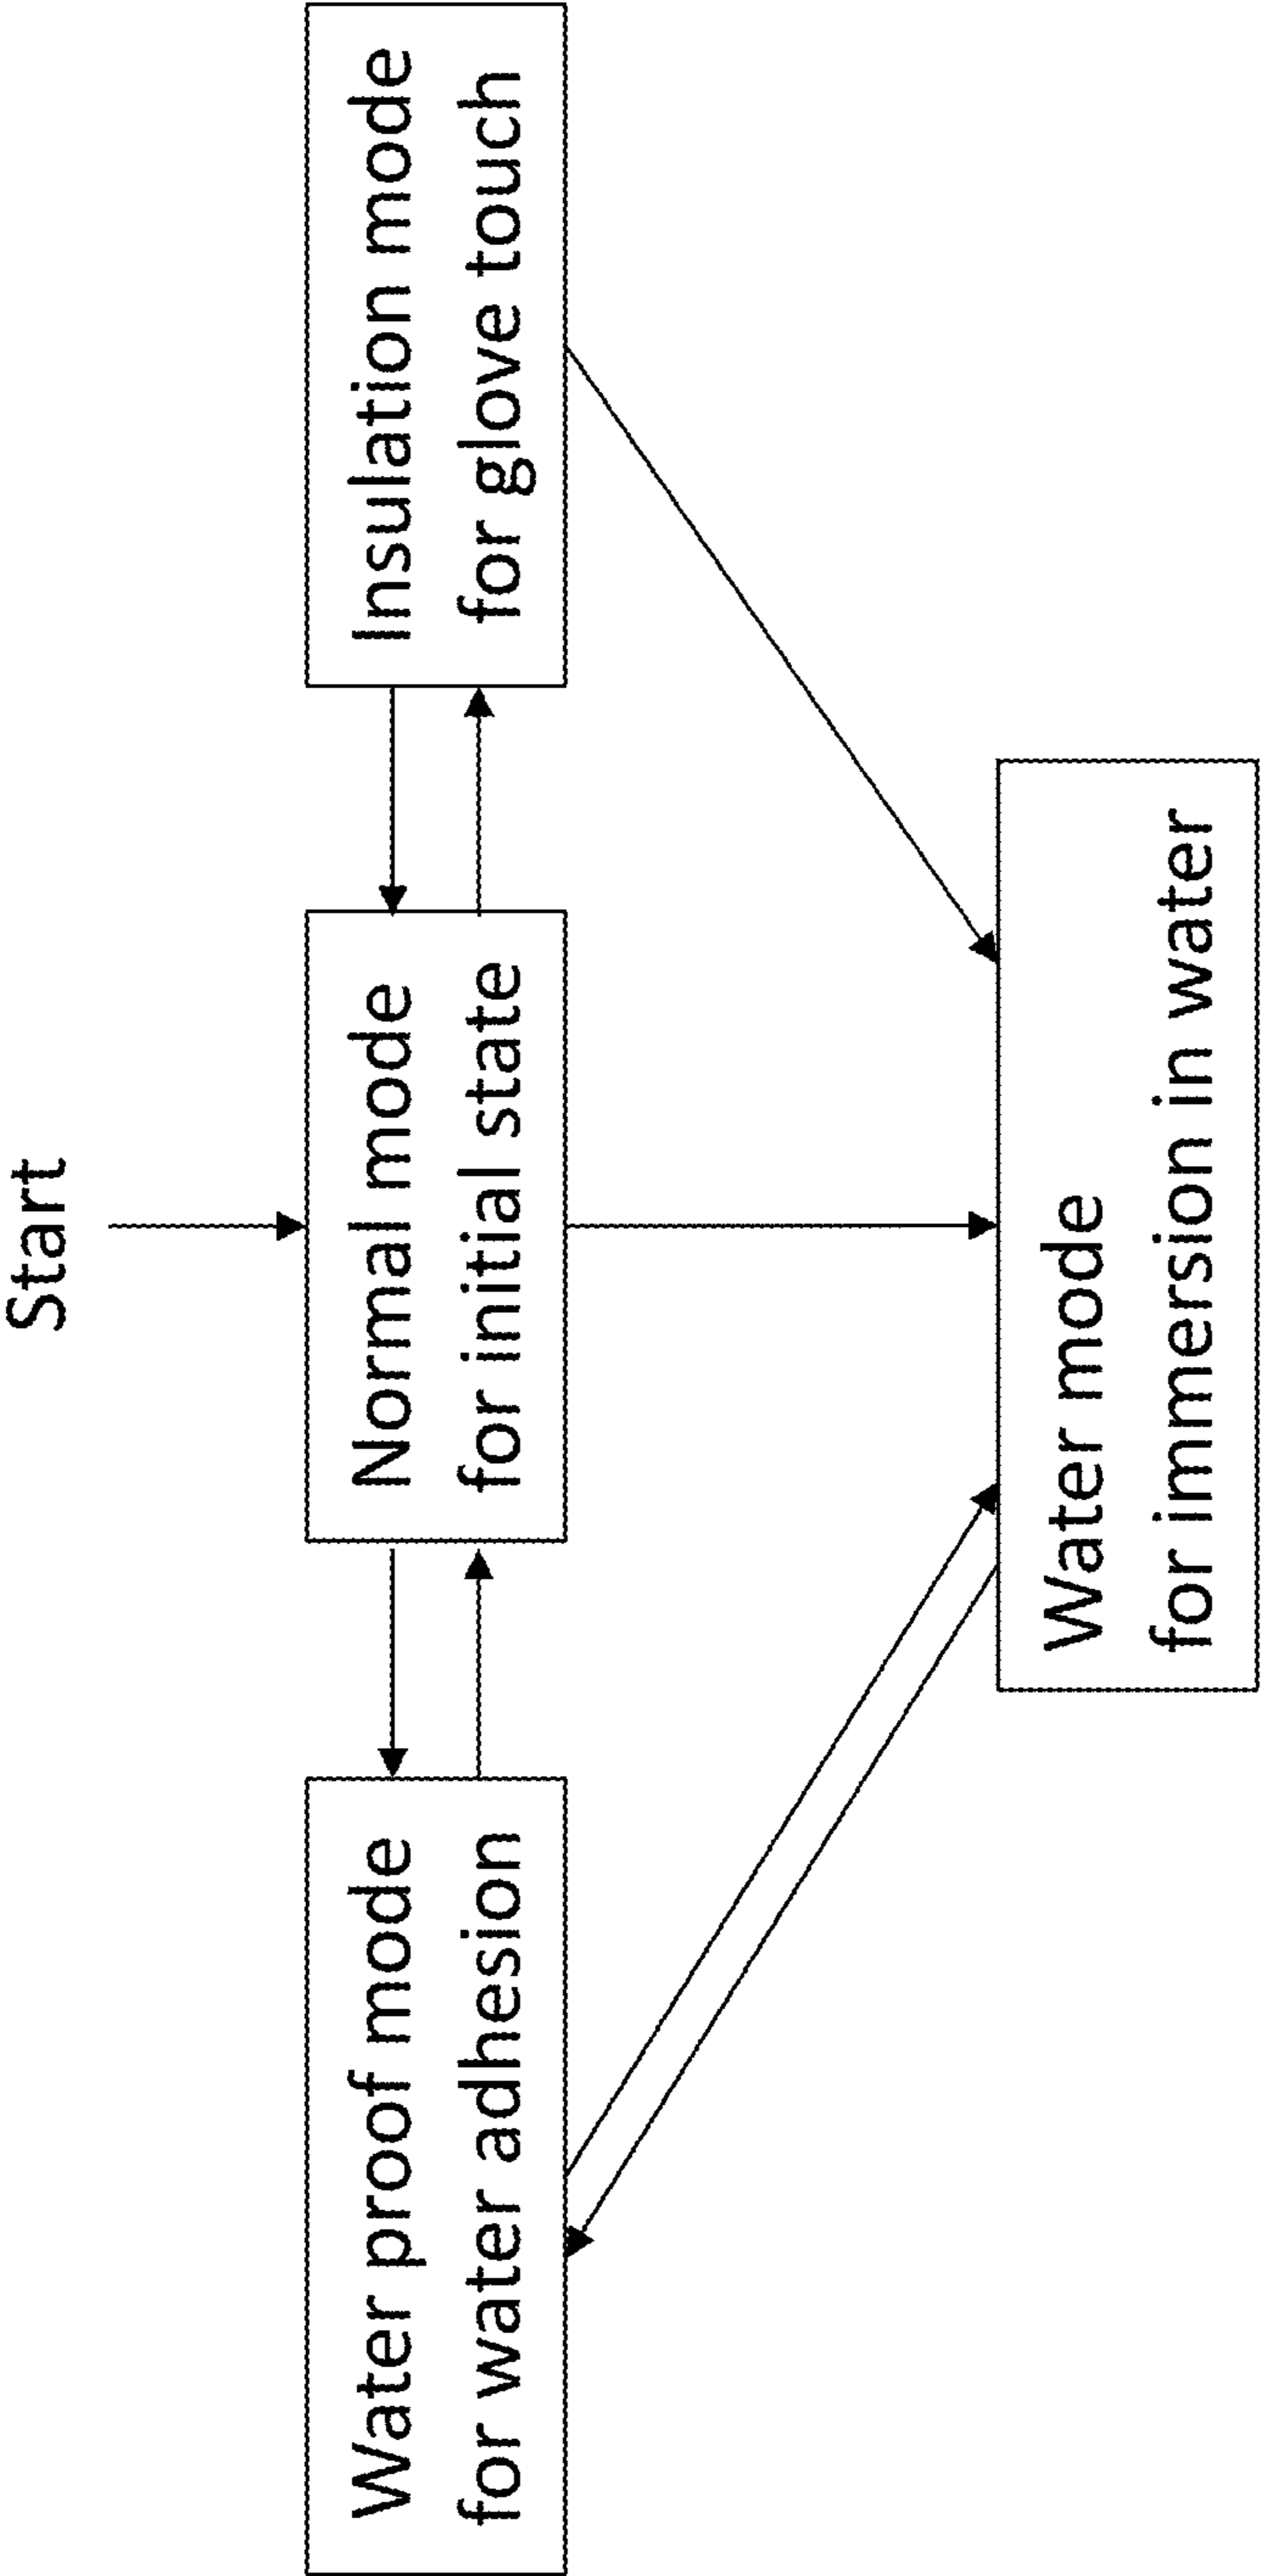 Start
Water proof mode
for water adhesion
Normal mode
for initial state
Insulation mode
for glove touch
Water mode
for immersion in water